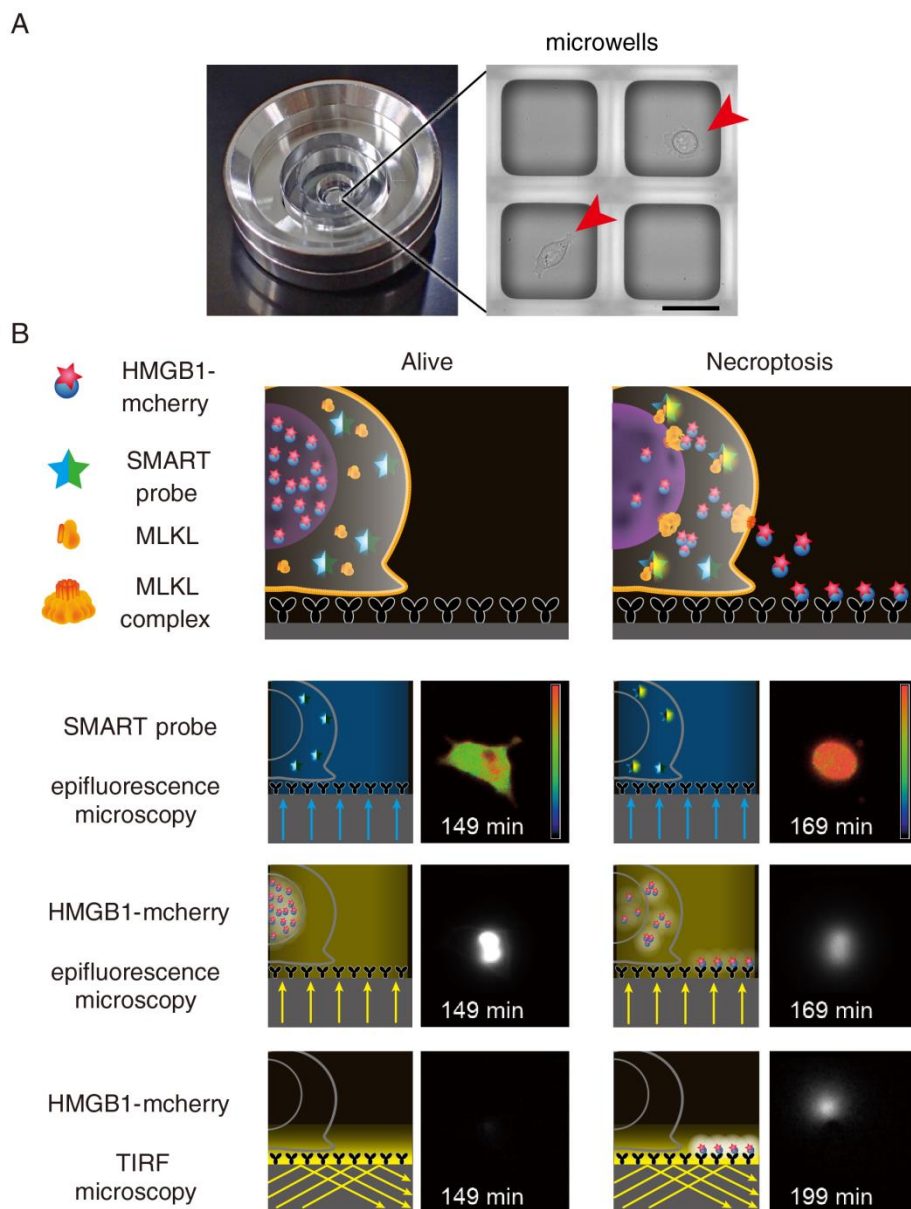 A
microwells
B
Alive
Necroptosis
HMGB1-
mcherry
SMART
probe
MLKL
MLKL
complex
SMART probe
epifluorescence
microscopy
149 min
169 min
HMGB1-mcherry
epifluorescence
microscopy
149 min
169 min
HMGB1-mcherry
TIRF
microscopy
149 min
199 min